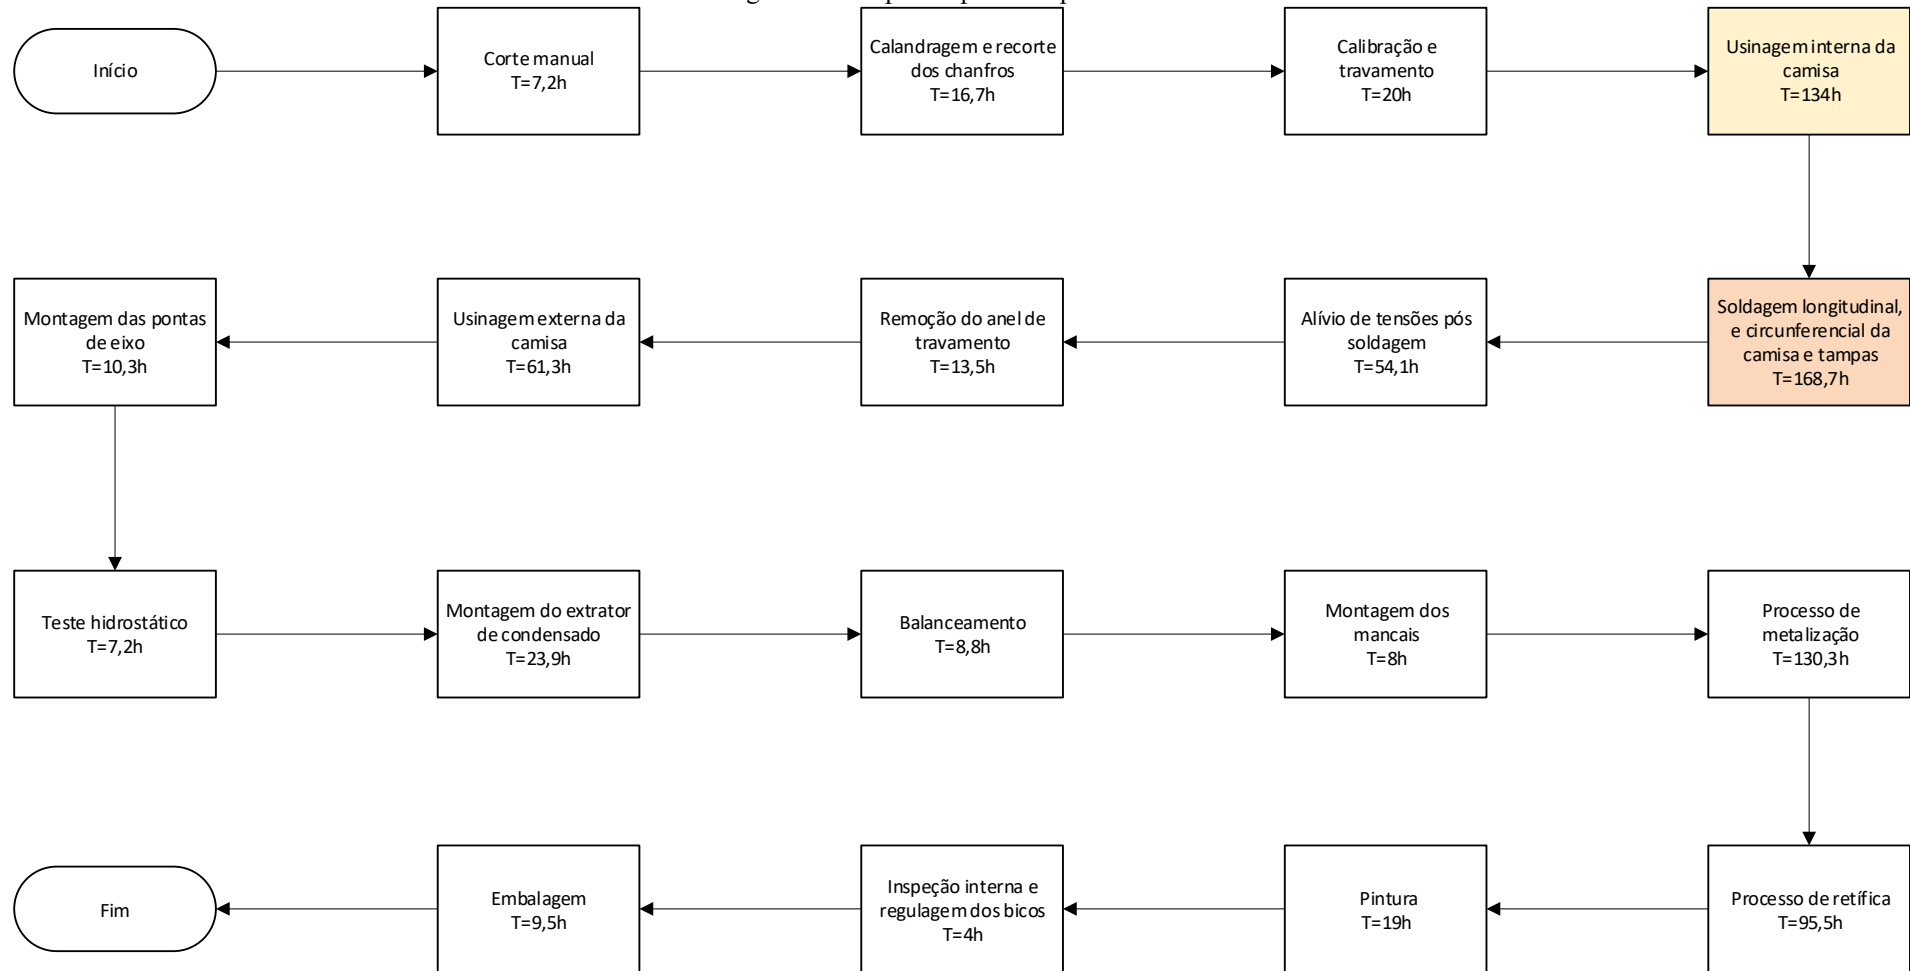 Início
Corte manual
T=7,2h
Calandragem e recorte
dos chanfros
T=16,7h
Calibração e
travamento
T=20h
Usinagem interna da
camisa
T=134h
Montagem das pontas
de eixo
T=10,3h
Usinagem externa da
camisa
T=61,3h
Remoção do anel de
travamento
T=13,5h
Alívio de tensões pós
soldagem
T=54,1h
Soldagem longitudinal,
e circunferencial da
camisa e tampas
T=168,7h
Teste hidrostático
T=7,2h
Montagem do extrator
de condensado
T=23,9h
Balanceamento
T=8,8h
Montagem dos
mancais
T=8h
Processo de
metalização
T=130,3h
Fim
Embalagem
T=9,5h
Inspeção interna e
regulagem dos bicos
T=4h
Pintura
T=19h
Processo de retífica
T=95,5h